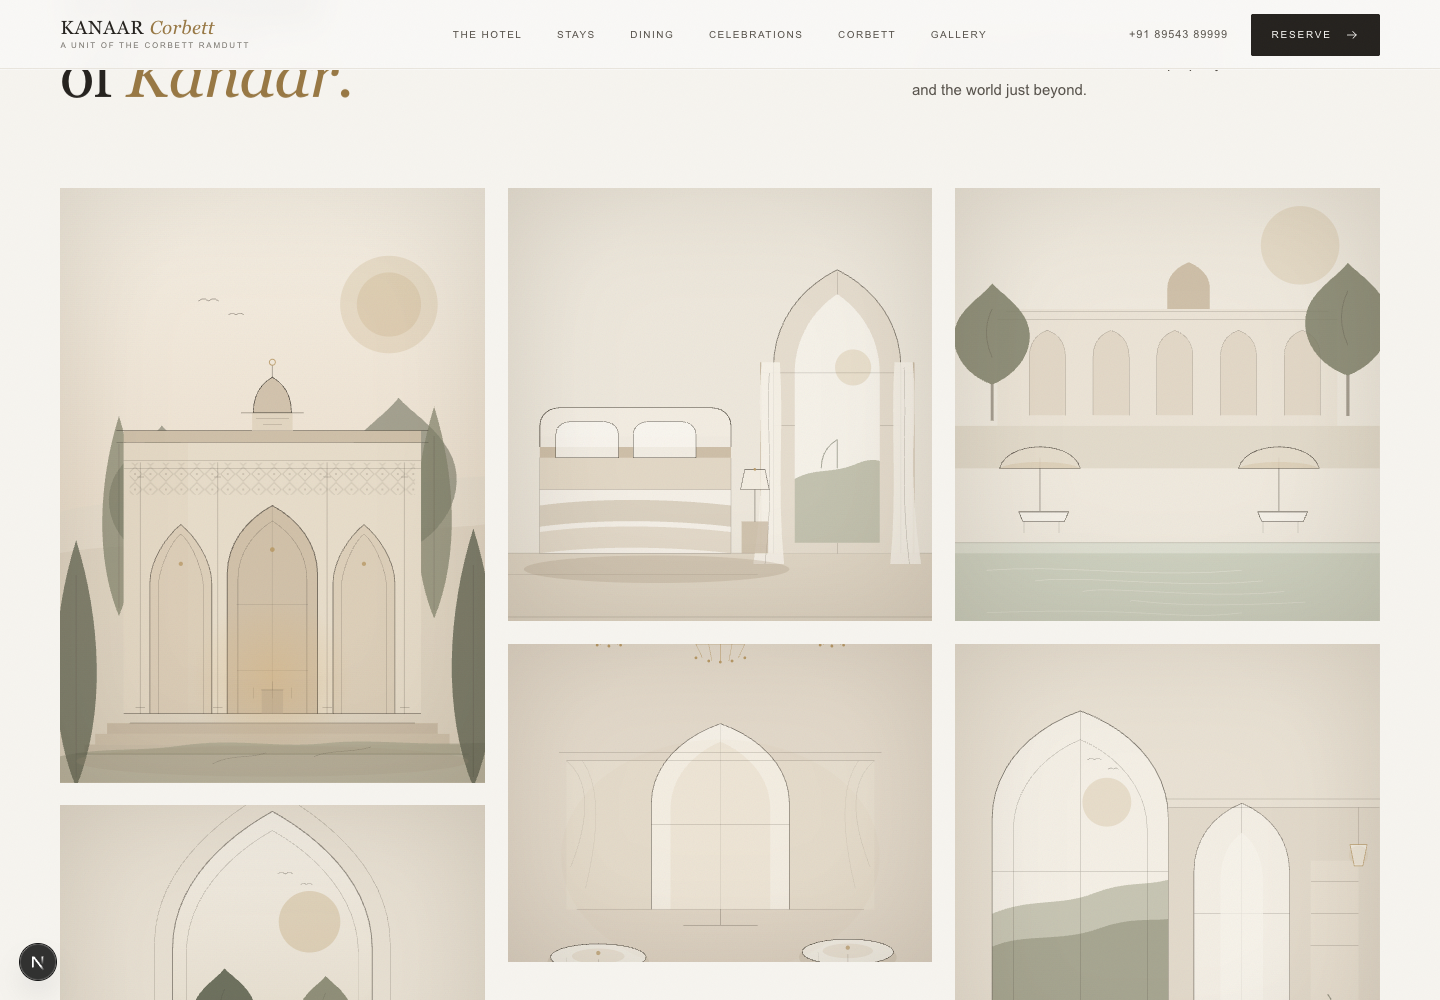 KANAAR Corbett
A UNIT OF THE CORBETT RAMDUTT
THE HOTEL
STAYS
DINING
CELEBRATIONS
CORBETT
GALLERY
+91 89543 89999
RESERVE
of Kanaar.
and the world just beyond.
N